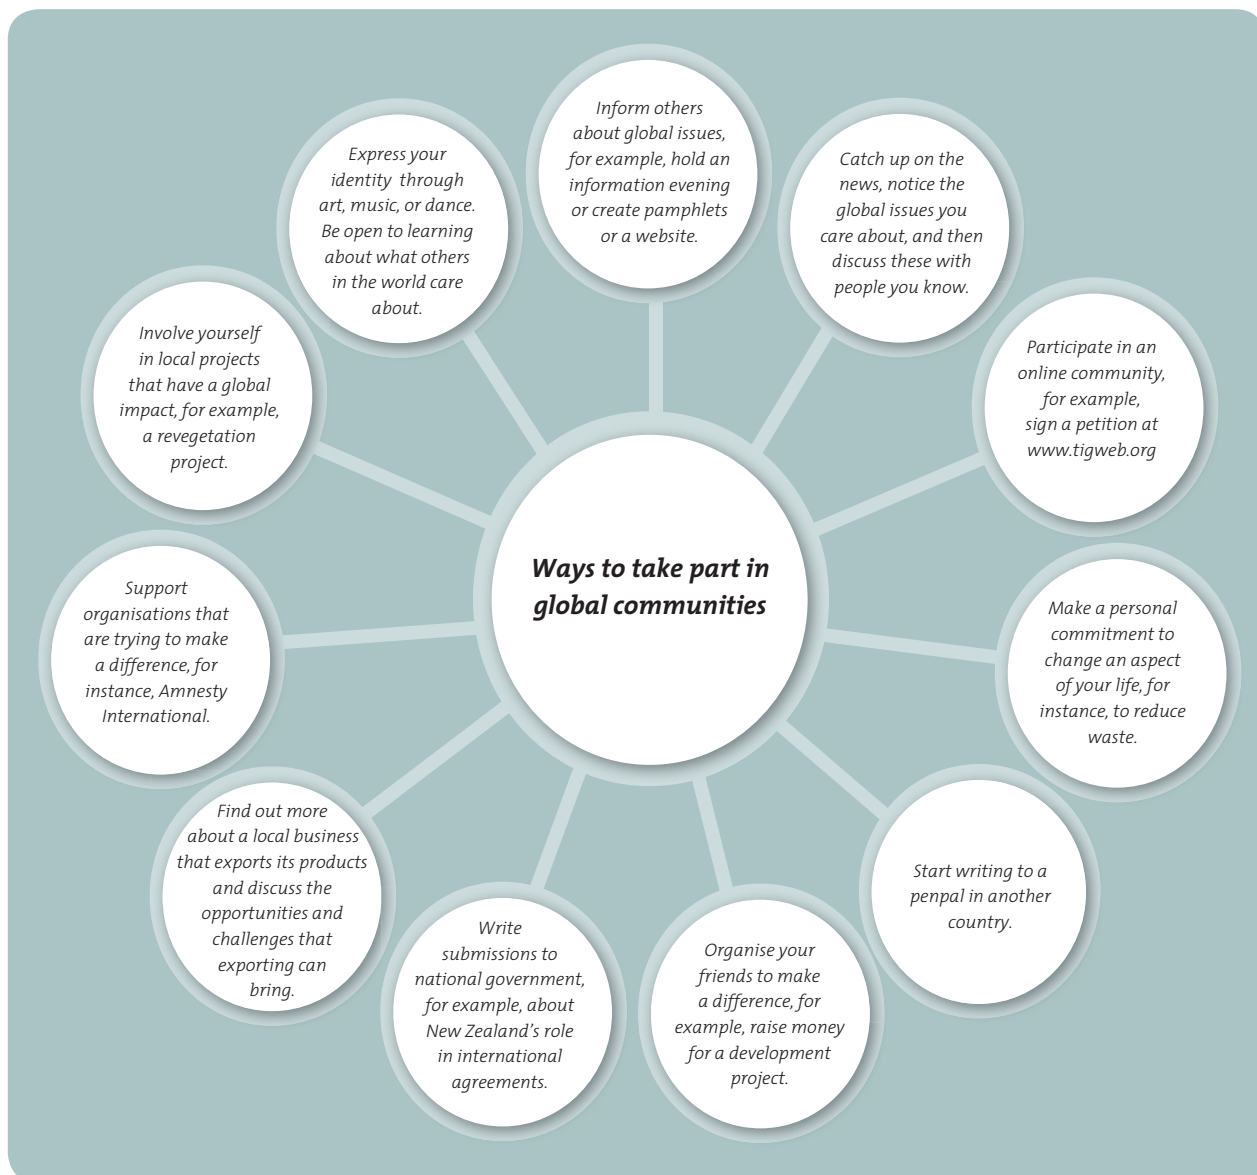 Ways to take part in
global communities
Inform others
about global issues,
for example, hold an
information evening
or create pamphlets
or a website.
Catch up on the
news, notice the
global issues you
care about, and then
discuss these with
people you know.
Participate in an
online community,
for example,
sign a petition at
www.tigweb.org
Make a personal
commitment to
change an aspect
of your life, for
instance, to reduce
waste.
Start writing to a
penpal in another
country.
Organise your
friends to make
a difference, for
example, raise money
for a development
project.
Write
submissions to
national government,
for example, about
New Zealand's role
in international
agreements.
Find out more
about a local business
that exports its products
and discuss the
opportunities and
challenges that
exporting can
bring.
Support
organisations that
are trying to make
a difference, for
instance, Amnesty
International.
Involve yourself
in local projects
that have a global
impact, for example,
a revegetation
project.
Express your
identity through
art, music, or dance.
Be open to learning
about what others
in the world care
about.